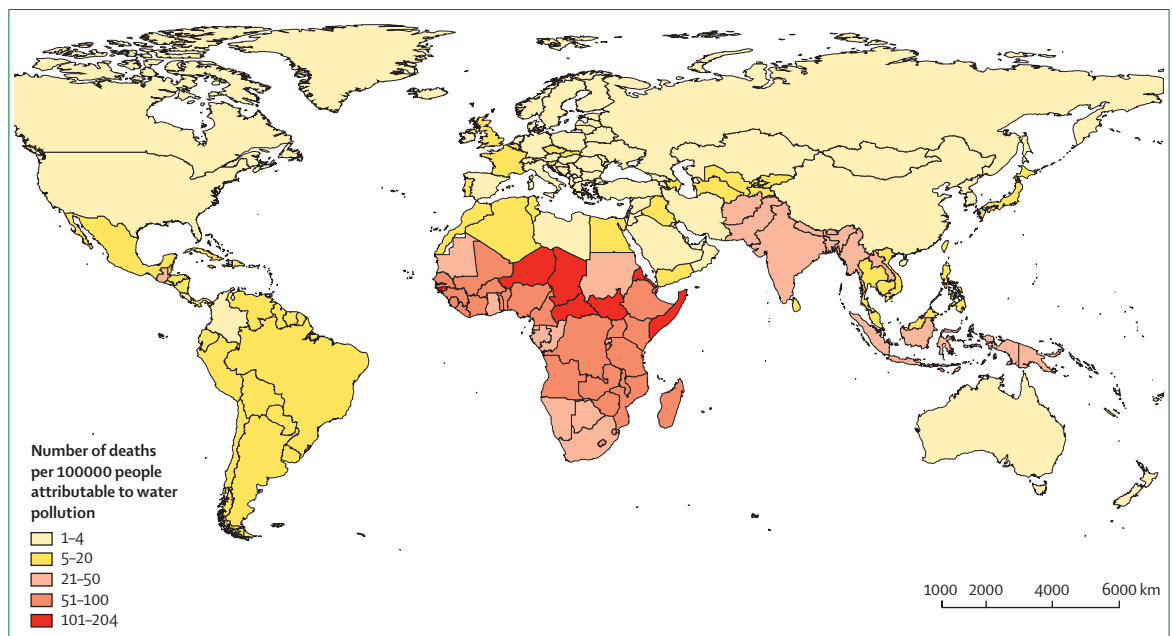 Number of deaths
per 100000 people
attributable to water
pollution
1–4
5–20
21–50
51–100
101–204
1000 2000 4000 6000 km